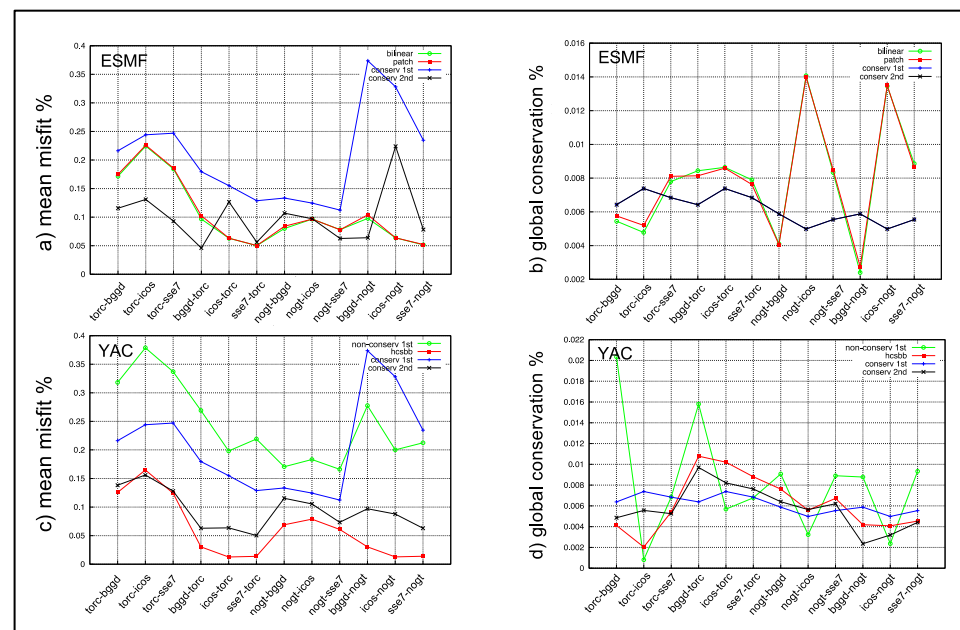 ESMF
a) mean misfit %
bilinear
patch
conserv 1st
conserv 2nd
0.4
0.35
0.3
0.25
0.2
0.15
0.1
0.05
0
torc-bggd
torc-icos
torc-sse7
bggd-torc
icos-torc
sse7-torc
nogt-bggd
nogt-icos
nogt-sse7
bggd-nogt
icos-nogt
sse7-nogt
ESMF
b) global conservation %
bilinear
patch
conserv 1st
conserv 2nd
0.016
0.014
0.012
0.01
0.008
0.006
0.004
0.002
torc-bggd
torc-icos
torc-sse7
bggd-torc
icos-torc
sse7-torc
nogt-bggd
nogt-icos
nogt-sse7
bggd-nogt
icos-nogt
sse7-nogt
YAC
c) mean misfit %
non-conserv 1st
hcsbb
conserv 1st
conserv 2nd
0.4
0.35
0.3
0.25
0.2
0.15
0.1
0.05
0
torc-bggd
torc-icos
torc-sse7
bggd-torc
icos-torc
sse7-torc
nogt-bggd
nogt-icos
nogt-sse7
bggd-nogt
icos-nogt
sse7-nogt
YAC
d) global conservation %
non-conserv 1st
hcsbb
conserv 1st
conserv 2nd
0.022
0.02
0.018
0.016
0.014
0.012
0.01
0.008
0.006
0.004
0.002
0
torc-bggd
torc-icos
torc-sse7
bggd-torc
icos-torc
sse7-torc
nogt-bggd
nogt-icos
nogt-sse7
bggd-nogt
icos-nogt
sse7-nogt